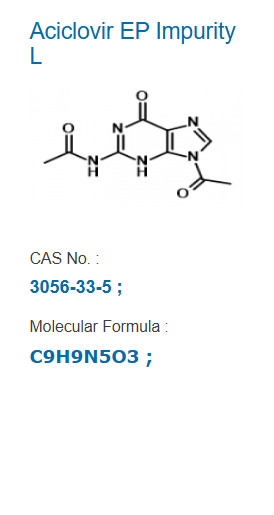 Aciclovir EP Impurity
L
O
O
N
N
N
H
N
H
N
O
CAS No. :
3056-33-5 ;
Molecular Formula :
C9H9N5O3 ;